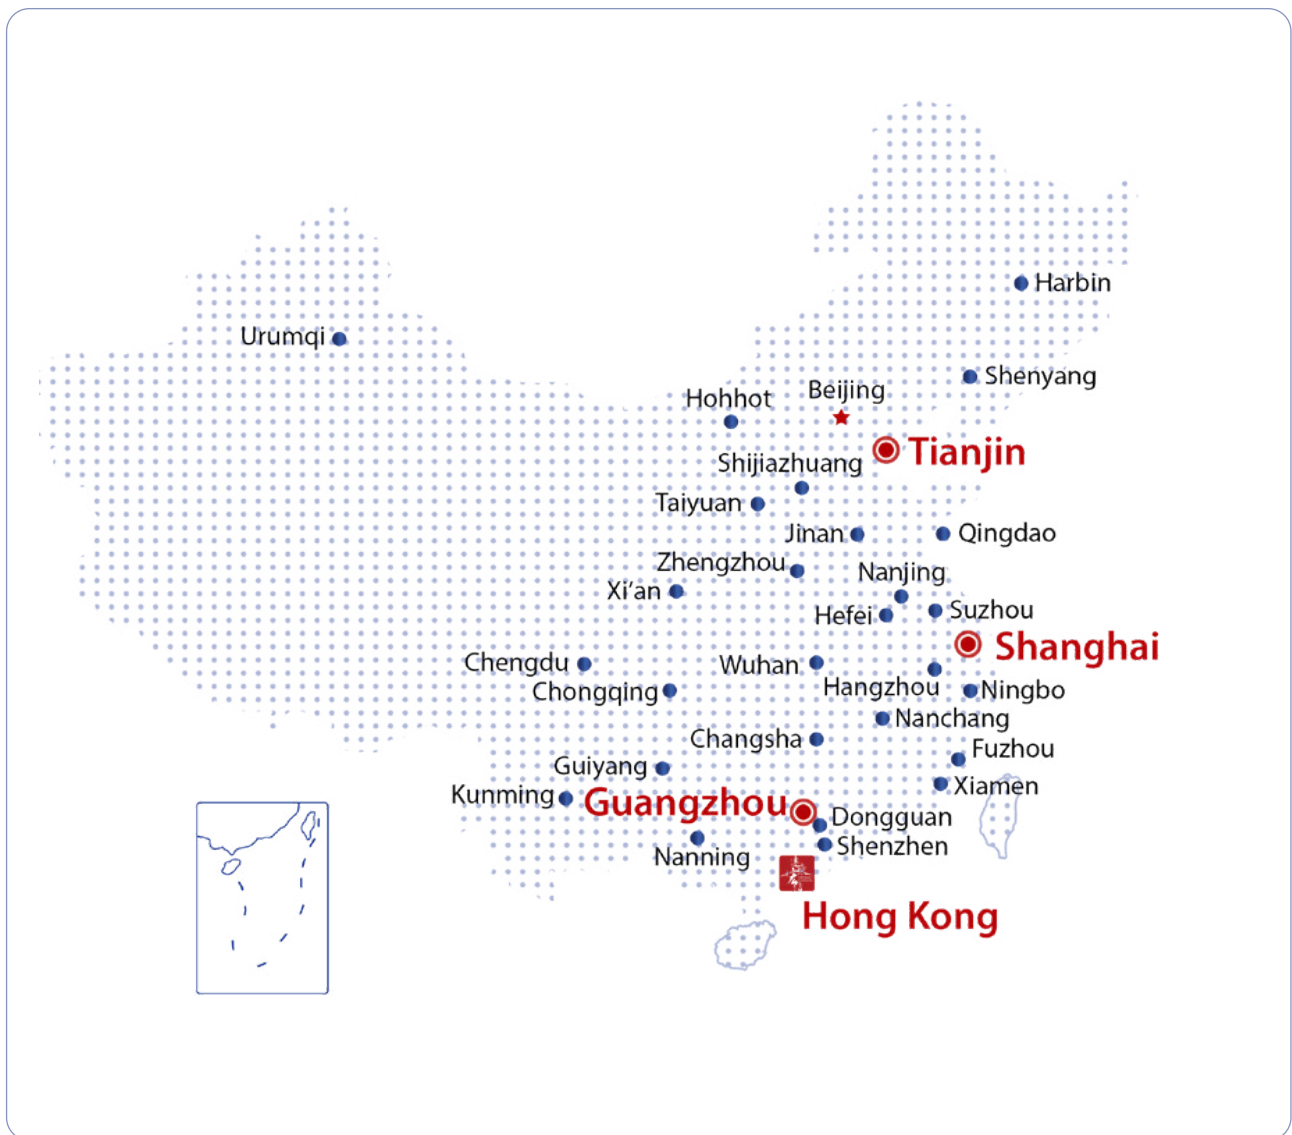 Harbin
Urumqi
Shenyang
Beijing
Hohhot
Tianjin
Shijiazhuang
Taiyuan
Jinan
Qingdao
Zhengzhou
Nanjing
Xi'an
Suzhou
Hefei
Shanghai
Chengdu
Wuhan
Hangzhou
Chongqing
Ningbo
Nanchang
Changsha
Fuzhou
Guiyang
Xiamen
Kunming
Guangzhou
Dongguan
Shenzhen
Nanning
Hong Kong